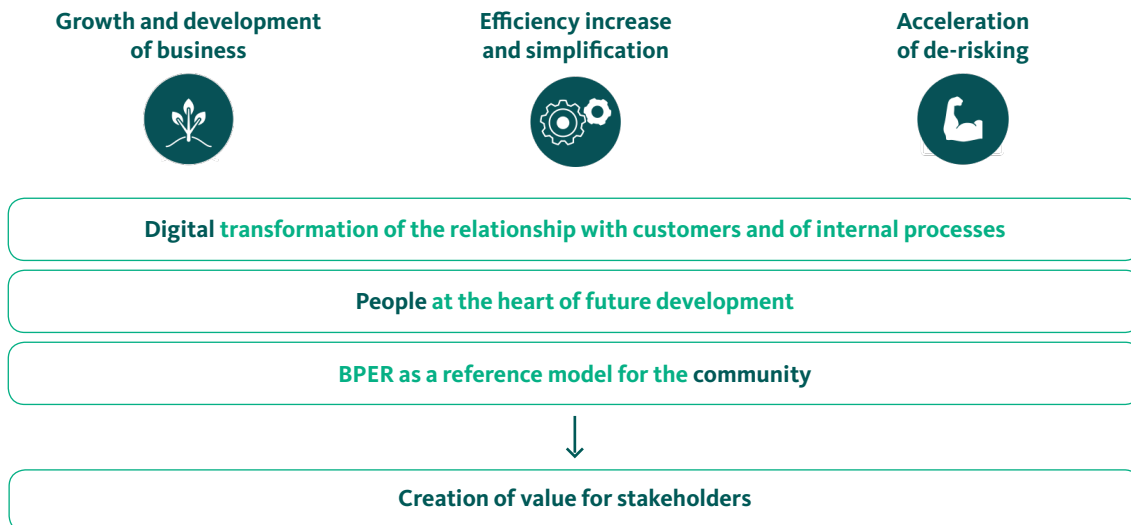 Growth and development
of business
Efficiency increase
and simplification
Acceleration
of de-risking
Digital transformation of the relationship with customers and of internal processes
People at the heart of future development
BPER as a reference model for the community
Creation of value for stakeholders